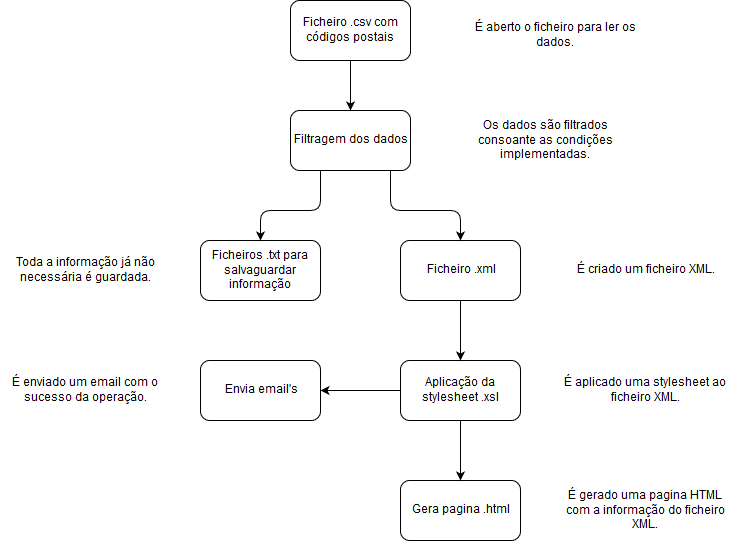 Ficheiro .csv com
códigos postais
É aberto o ficheiro para ler os
dados.
Filtragem dos dados
Os dados são filtrados
consoante as condições
implementadas.
Toda a informação já não
necessária é guardada.
Ficheiros .txt para
salvaguardar
informação
Ficheiro .xml
É criado um ficheiro XML.
É enviado um email com o
sucesso da operação.
Envia email's
Aplicação da
stylesheet .xsl
É aplicado uma stylesheet ao
ficheiro XML.
Gera pagina .html
É gerado uma pagina HTML
com a informação do ficheiro
XML.